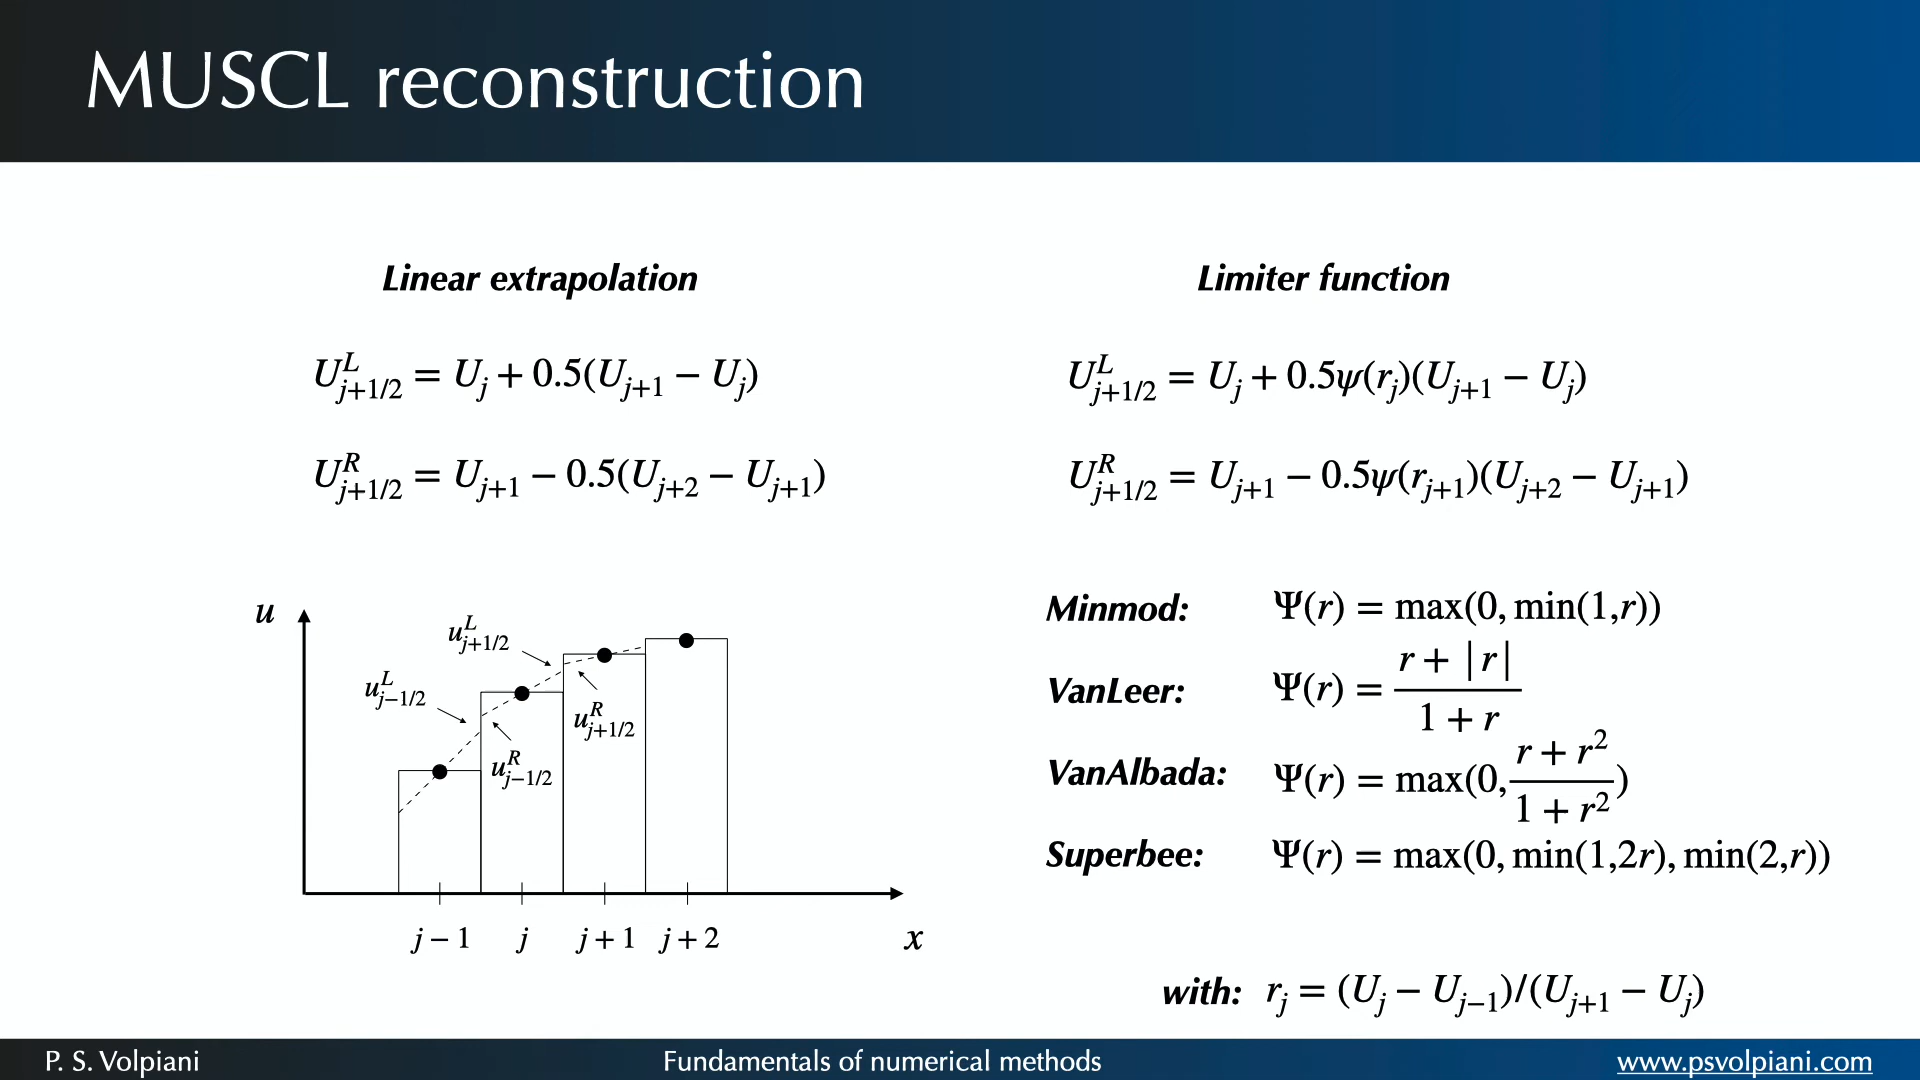 MUSCL reconstruction
Linear extrapolation
U^L_{j+1/2} = U_j + 0.5(U_{j+1} − U_j)
U^R_{j+1/2} = U_{j+1} − 0.5(U_{j+2} − U_{j+1})
u
u^L_{j+1/2}
u^L_{j−1/2}
u^R_{j+1/2}
u^R_{j−1/2}
j − 1 j j + 1 j + 2 x
Limiter function
U^L_{j+1/2} = U_j + 0.5ψ(r_j)(U_{j+1} − U_j)
U^R_{j+1/2} = U_{j+1} − 0.5ψ(r_{j+1})(U_{j+2} − U_{j+1})
Minmod: Ψ(r) = max(0, min(1,r))
VanLeer: Ψ(r) = \frac{r + |r|}{1 + r}
VanAlbada: Ψ(r) = max(0, \frac{r + r^2}{1 + r^2})
Superbee: Ψ(r) = max(0, min(1,2r), min(2,r))
with: r_j = (U_j − U_{j−1})/(U_{j+1} − U_j)
P. S. Volpiani
Fundamentals of numerical methods
www.psvolpiani.com